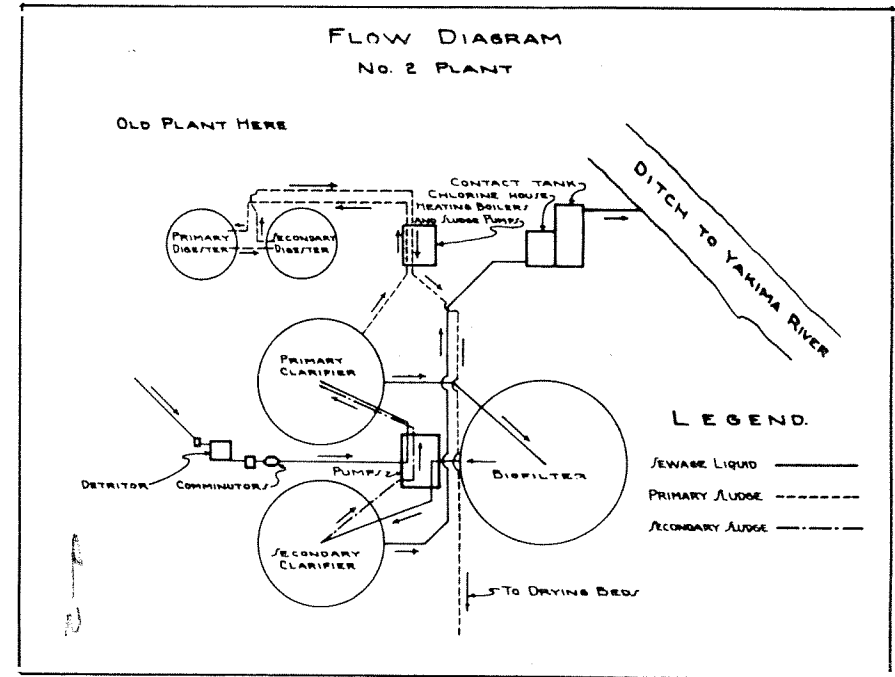 FLOW DIAGRAM
NO. 2 PLANT
OLD PLANT HERE
CONTACT TANK
CHLORINE HOUSE
HEATING BOILERS
AND SLUDGE PUMPS
DITCH TO YAKIMA RIVER
PRIMARY
DIGESTER
SECONDARY
DIGESTER
PRIMARY
CLARIFIER
LEGEND.
SEWAGE LIQUID
PRIMARY SLUDGE
SECONDARY SLUDGE
DETRITOR
COMMINUTORS
PUMPS
BIOFILTER
SECONDARY
CLARIFIER
TO DRYING BEDS